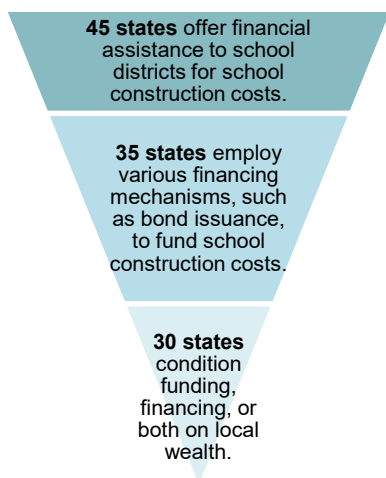 45 states offer financial
assistance to school
districts for school
construction costs.
35 states employ
various financing
mechanisms, such
as bond issuance,
to fund school
construction costs.
30 states
condition
funding,
financing, or
both on local
wealth.